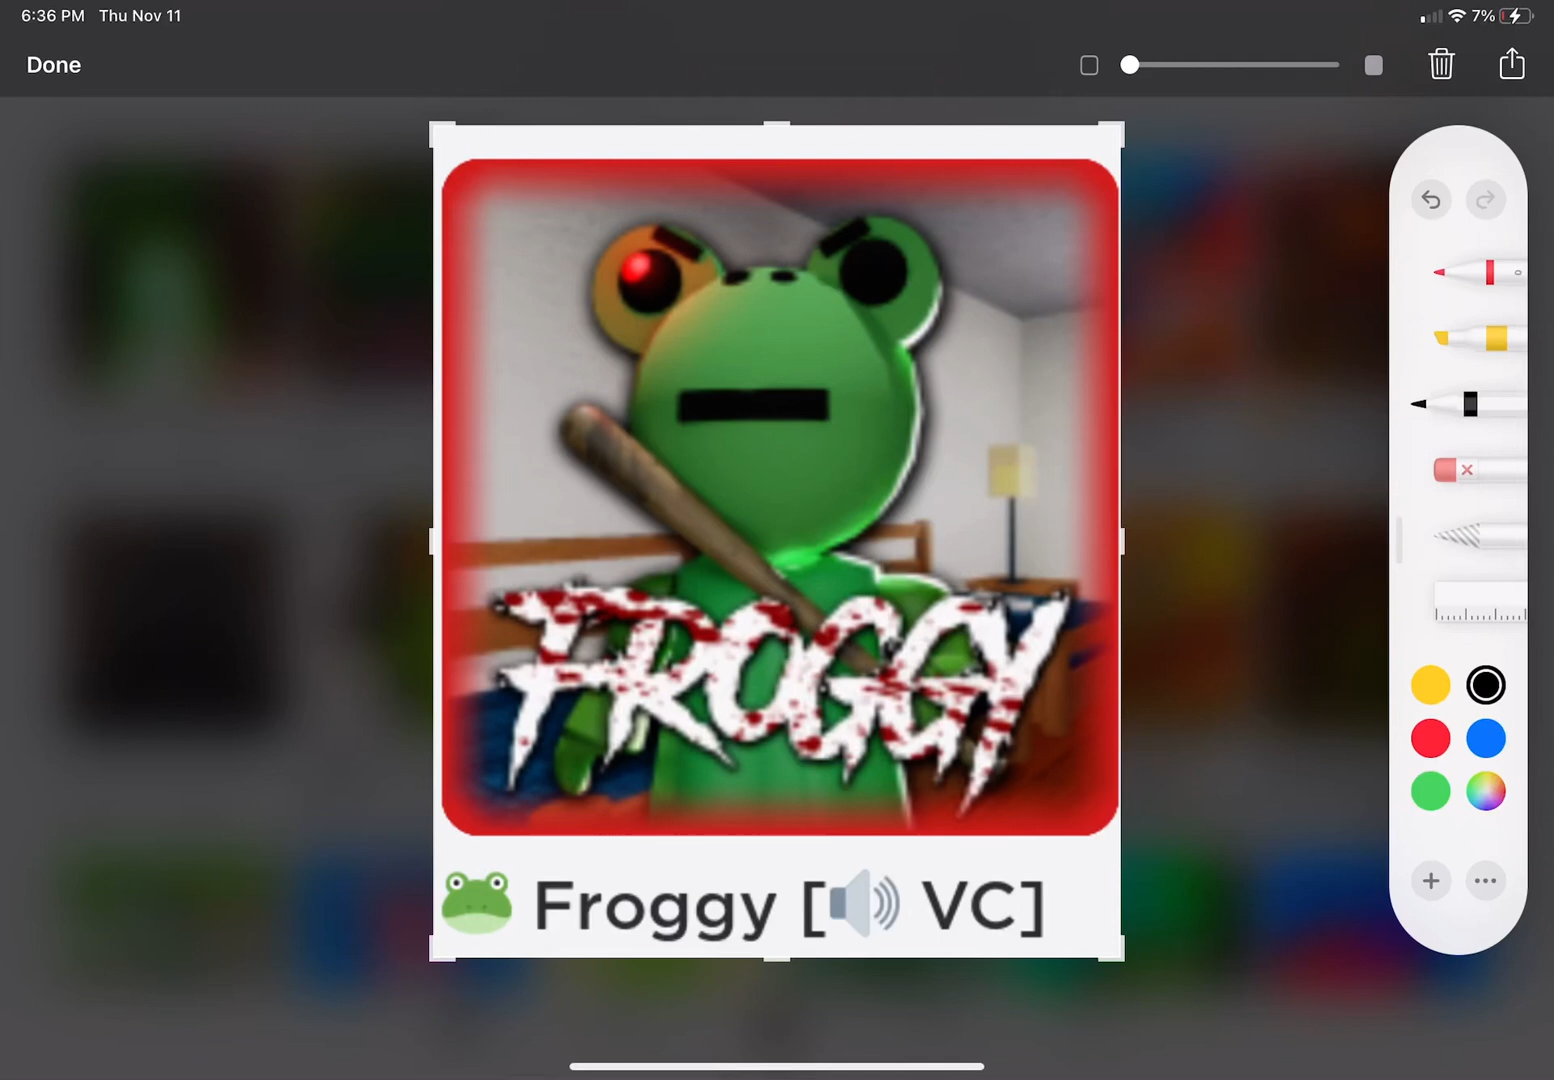 6:36 PM Thu Nov 11
7%
Done
FROGGY
🐸 Froggy [🔊 VC]